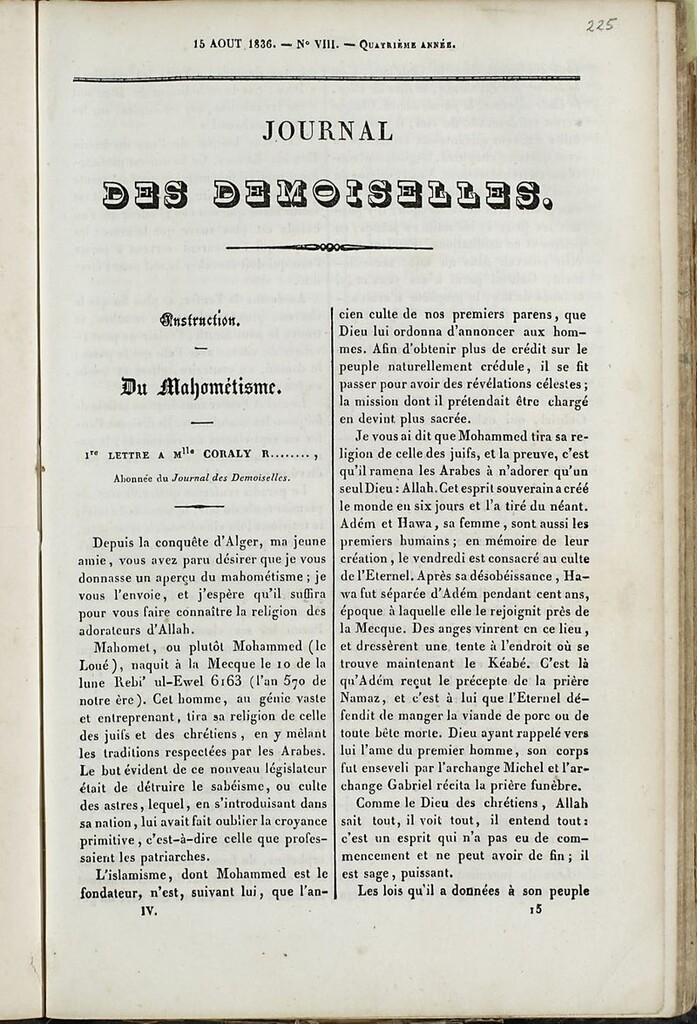 225
15 AOUT 1836. — N° VIII. — QUATRIÈME ANNÉE.
JOURNAL
DES DEMOISELLES.
Instruction.
Du Mahométisme.
1re LETTRE A Mlle CORALY R........,
Abonnée du Journal des Demoiselles.
Depuis la conquête d'Alger, ma jeune
amie, vous avez paru désirer que je vous
donnasse un aperçu du mahométisme ; je
vous l'envoie, et j'espère qu'il suffira
pour vous faire connaître la religion des
adorateurs d'Allah.
Mahomet, ou plutôt Mohammed (le
Loué), naquit à la Mecque le 10 de la
lune Rebi' ul-Ewel 6163 (l'an 570 de
notre ère). Cet homme, au génie vaste
et entreprenant, tira sa religion de celle
des juifs et des chrétiens, en y mêlant
les traditions respectées par les Arabes.
Le but évident de ce nouveau législateur
était de détruire le sabéisme, ou culte
des astres, lequel, en s'introduisant dans
sa nation, lui avait fait oublier la croyance
primitive, c'est-à-dire celle que profes-
saient les patriarches.
L'islamisme, dont Mohammed est le
fondateur, n'est, suivant lui, que l'an-
cien culte de nos premiers parens, que
Dieu lui ordonna d'annoncer aux hom-
mes. Afin d'obtenir plus de crédit sur le
peuple naturellement crédule, il se fit
passer pour avoir des révélations célestes ;
la mission dont il prétendait être chargé
en devint plus sacrée.
Je vous ai dit que Mohammed tira sa re-
ligion de celle des juifs, et la preuve, c'est
qu'il ramena les Arabes à n'adorer qu'un
seul Dieu : Allah. Cet esprit souverain a créé
le monde en six jours et l'a tiré du néant.
Adém et Hawa, sa femme, sont aussi les
premiers humains ; en mémoire de leur
création, le vendredi est consacré au culte
de l'Eternel. Après sa désobéissance, Ha-
wa fut séparée d'Adém pendant cent ans,
époque à laquelle elle le rejoignit près de
la Mecque. Des anges vinrent en ce lieu,
et dressèrent une tente à l'endroit où se
trouve maintenant le Kéabé. C'est là
qu'Adém reçut le précepte de la prière
Namaz, et c'est à lui que l'Eternel dé-
fendit de manger la viande de porc ou de
toute bête morte. Dieu ayant rappelé vers
lui l'ame du premier homme, son corps
fut enseveli par l'archange Michel et l'ar-
change Gabriel récita la prière funèbre.
Comme le Dieu des chrétiens, Allah
sait tout, il voit tout, il entend tout :
c'est un esprit qui n'a pas eu de com-
mencement et ne peut avoir de fin ; il
est sage, puissant.
Les lois qu'il a données à son peuple
IV.
15